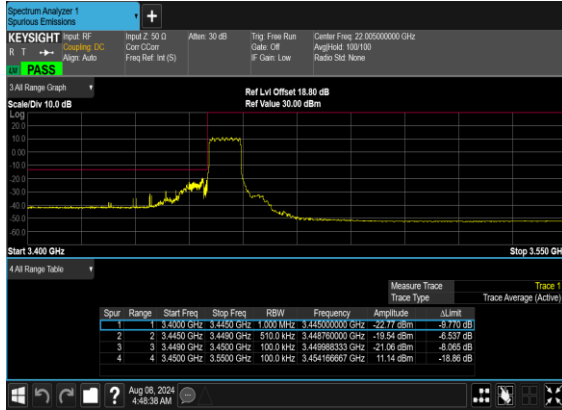 Spectrum Analyzer 1
Spurious Emissions
KEYSIGHT Input: RF Input Z: 50 Ω Atten: 30 dB Trig: Free Run Center Freq: 22.005000000 GHz
R T Coupling: DC Corr CCorr Gate: Off Avg|Hold: 100/100
Align: Auto Freq Ref: Int (S) IF Gain: Low Radio Std: None
PASS
3 All Range Graph
Ref Lvl Offset 18.80 dB
Scale/Div 10.0 dB Ref Value 30.00 dBm
Log
20.0
10.0
0.00
-10.0
-20.0
-30.0
-40.0
-50.0
-60.0
Start 3.400 GHz Stop 3.550 GHz
4 All Range Table
Measure Trace Trace 1
Trace Type Trace Average (Active)
Spur Range Start Freq Stop Freq RBW Frequency Amplitude ΔLimit
1 1 3.4000 GHz 3.4450 GHz 1.000 MHz 3.445000000 GHz -22.77 dBm -9.770 dB
2 2 3.4450 GHz 3.4490 GHz 510.0 kHz 3.448760000 GHz -19.54 dBm -6.537 dB
3 3 3.4490 GHz 3.4500 GHz 100.0 kHz 3.449988333 GHz -21.06 dBm -8.065 dB
4 4 3.4500 GHz 3.5500 GHz 100.0 kHz 3.454166667 GHz 11.14 dBm -18.86 dB
Aug 08, 2024
4:48:38 AM